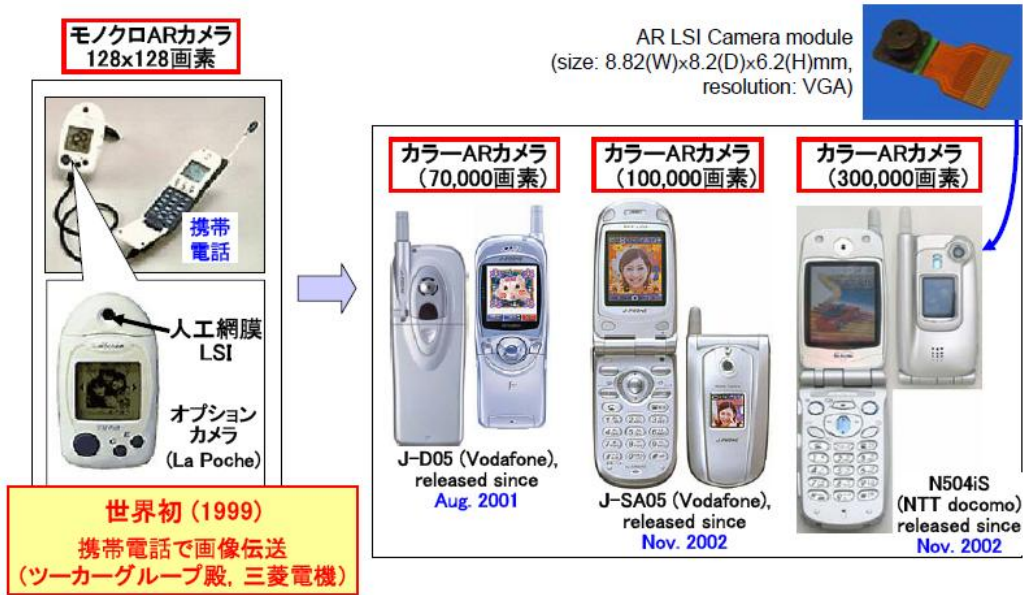 モノクロARカメラ
128x128画素
携帯
電話
人工網膜
LSI
オプション
カメラ
(La Poche)
世界初 (1999)
携帯電話で画像伝送
(ツーカーグループ殿, 三菱電機)
AR LSI Camera module
(size: 8.82(W)x8.2(D)x6.2(H)mm,
resolution: VGA)
カラーARカメラ
(70,000画素)
J-D05 (Vodafone),
released since
Aug. 2001
カラーARカメラ
(100,000画素)
J-SA05 (Vodafone),
released since
Nov. 2002
カラーARカメラ
(300,000画素)
N504iS
(NTT docomo)
released since
Nov. 2002